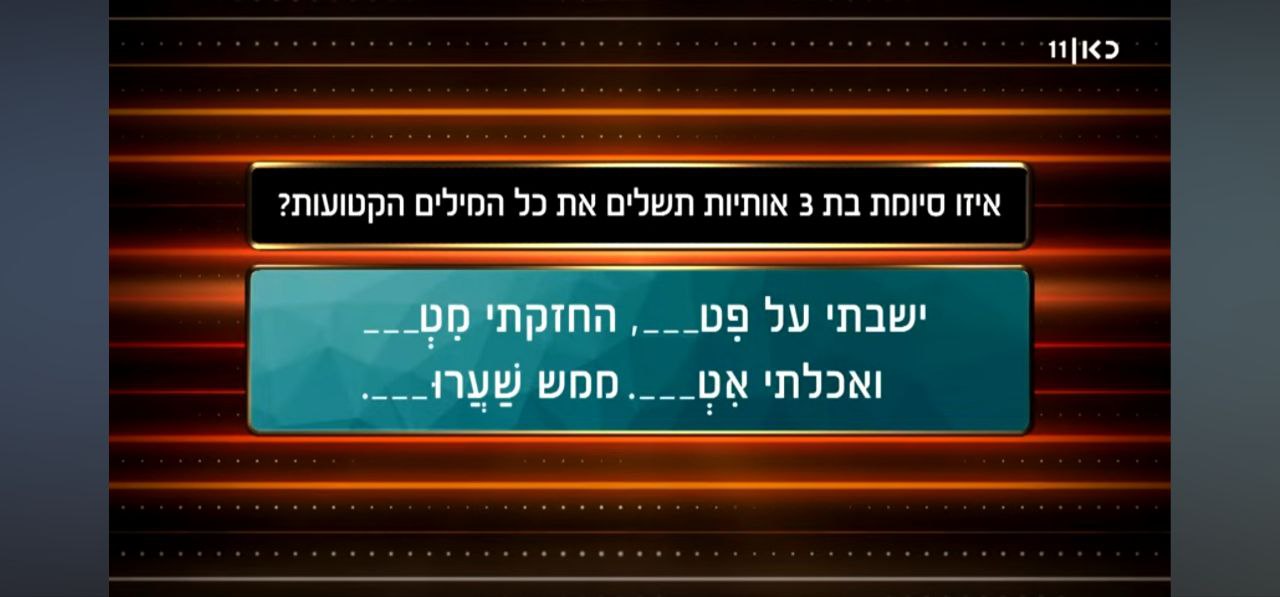 כאן|11
איזו סיומת בת 3 אותיות תשלים את כל המילים הקטועות?
ישבתי על פִּט___, החזקתי מִטְ___
ואכלתי אִטְ___. ממש שַׁעֲרוּ___.